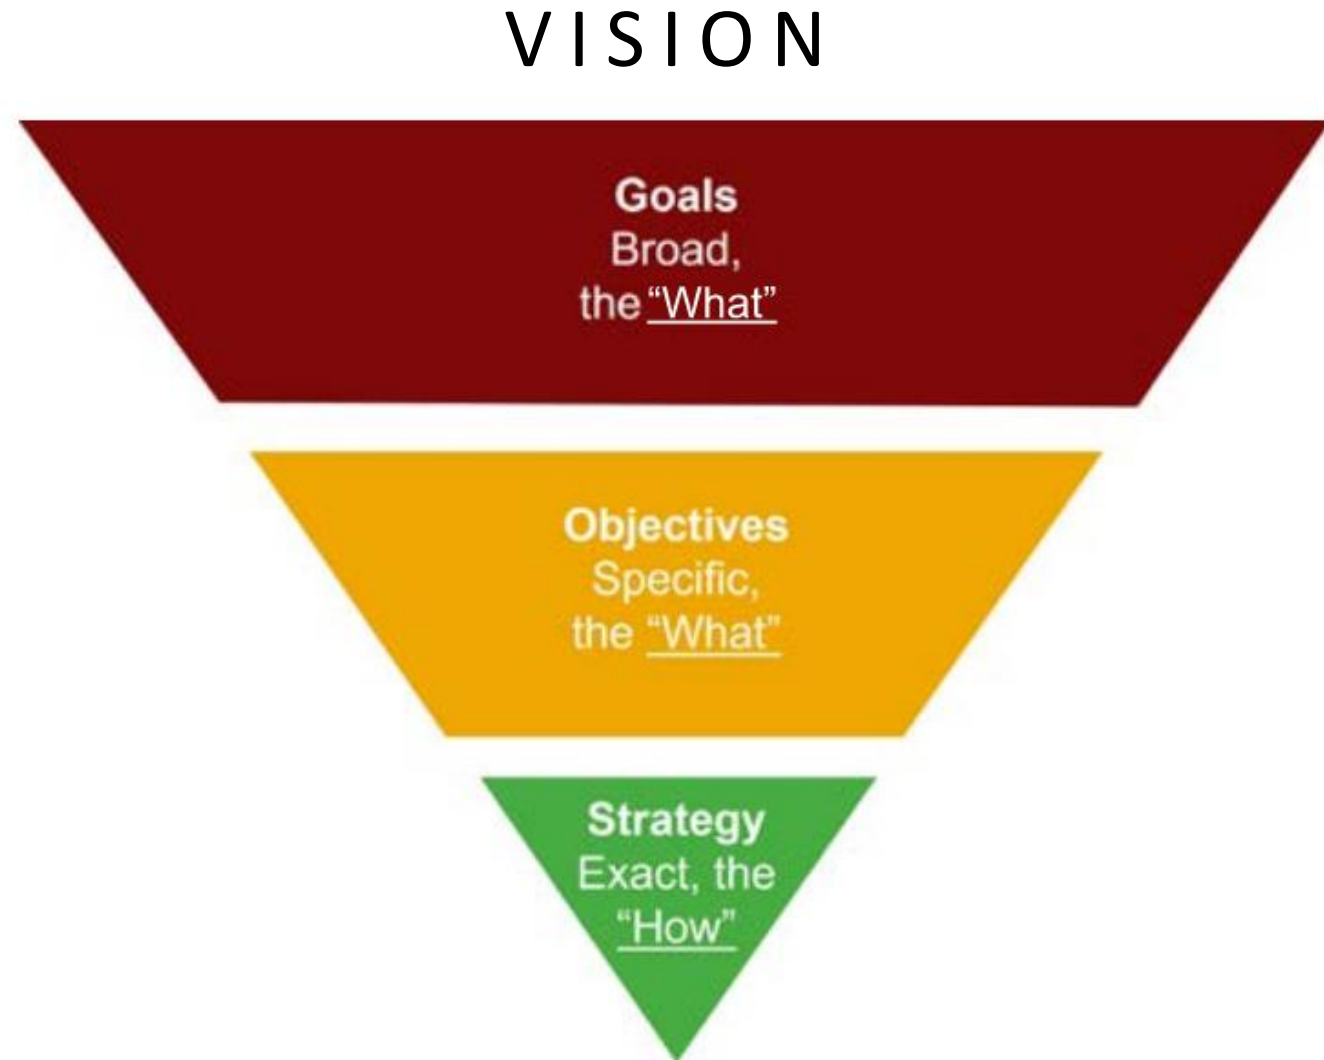 VISION
Goals
Broad,
the “What”
Objectives
Specific,
the “What”
Strategy
Exact, the
“How”